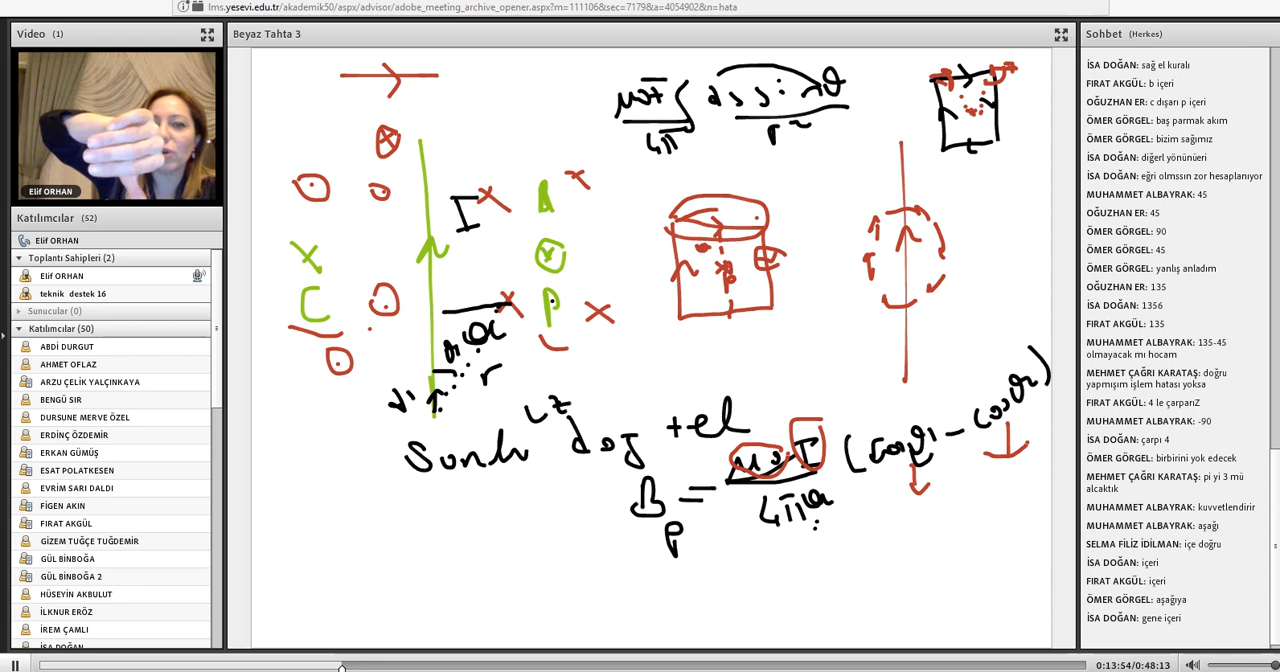 lms.yesevi.edu.tr/akademik50/aspx/advisor/adobe_meeting_archive_opener.aspx?m=111106&sec=7179&a=4054902&n=hata
Video (1)
Elif ORHAN
Katılımcılar (52)
Elif ORHAN
Toplantı Sahipleri (2)
Elif ORHAN
teknik destek 16
Sunucular (0)
Katılımcılar (50)
ABDİ DURGUT
AHMET OFLAZ
ARZU ÇELİK YALÇINKAYA
BENGÜ SIR
DURSUNE MERVE ÖZEL
ERDİNÇ ÖZDEMİR
ERKAN GÜMÜŞ
ESAT POLATKESEN
EVRİM SARI DALDI
FİGEN AKIN
FIRAT AKGÜL
GİZEM TUĞÇE TUĞDEMİR
GÜL BİNBOĞA
GÜL BİNBOĞA 2
HÜSEYİN AKBULUT
İLKNUR ERÖZ
İREM ÇAMLI
İSA DOĞAN
Beyaz Tahta 3
I
A
C
P
a
r
P
tel
B
P
=
4πa
Sohbet (Herkes)
İSA DOĞAN: sağ el kuralı
FIRAT AKGÜL: b içeri
OĞUZHAN ER: c dışarı p içeri
ÖMER GÖRGEL: baş parmak akım
ÖMER GÖRGEL: bizim sağımız
İSA DOĞAN: diğerl yönünüeri
İSA DOĞAN: eğri olmssın zor hesaplanıyor
MUHAMMET ALBAYRAK: 45
OĞUZHAN ER: 45
ÖMER GÖRGEL: 90
ÖMER GÖRGEL: 45
ÖMER GÖRGEL: yanlış anladım
OĞUZHAN ER: 135
İSA DOĞAN: 1356
FIRAT AKGÜL: 135
MUHAMMET ALBAYRAK: 135-45
olmayacak mı hocam
MEHMET ÇAĞRI KARATAŞ: doğru
yapmışım işlem hatası yoksa
FIRAT AKGÜL: 4 le çarparıZ
MUHAMMET ALBAYRAK: -90
İSA DOĞAN: çarpı 4
ÖMER GÖRGEL: birbirini yok edecek
MEHMET ÇAĞRI KARATAŞ: pi yi 3 mü
alcaktık
MUHAMMET ALBAYRAK: kuvvetlendirir
MUHAMMET ALBAYRAK: aşağı
SELMA FİLİZ İDİLMAN: içe doğru
İSA DOĞAN: içeri
FIRAT AKGÜL: içeri
ÖMER GÖRGEL: aşağıya
İSA DOĞAN: gene içeri
0:13:54/0:48:13